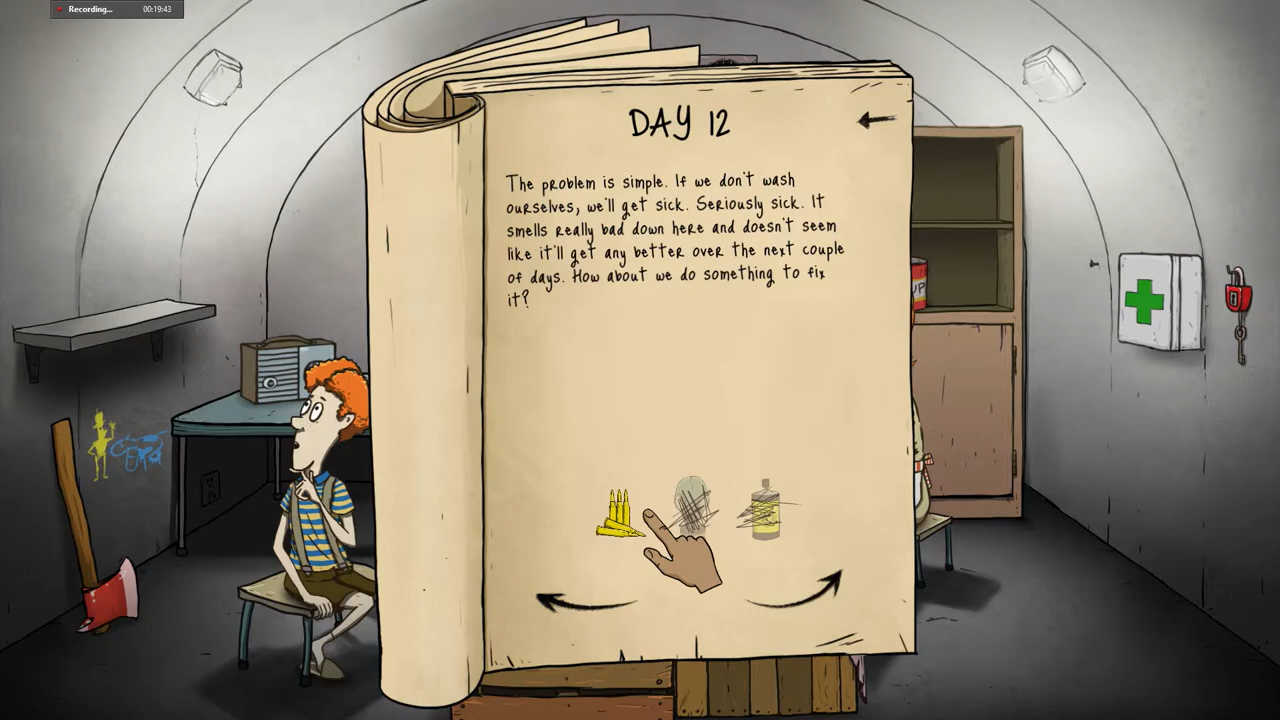 Recording... 00:19:43
DAY 12
The problem is simple. If we don't wash
ourselves, we'll get sick. Seriously sick. It
smells really bad down here and doesn't seem
like it'll get any better over the next couple
of days. How about we do something to fix
it?
UP